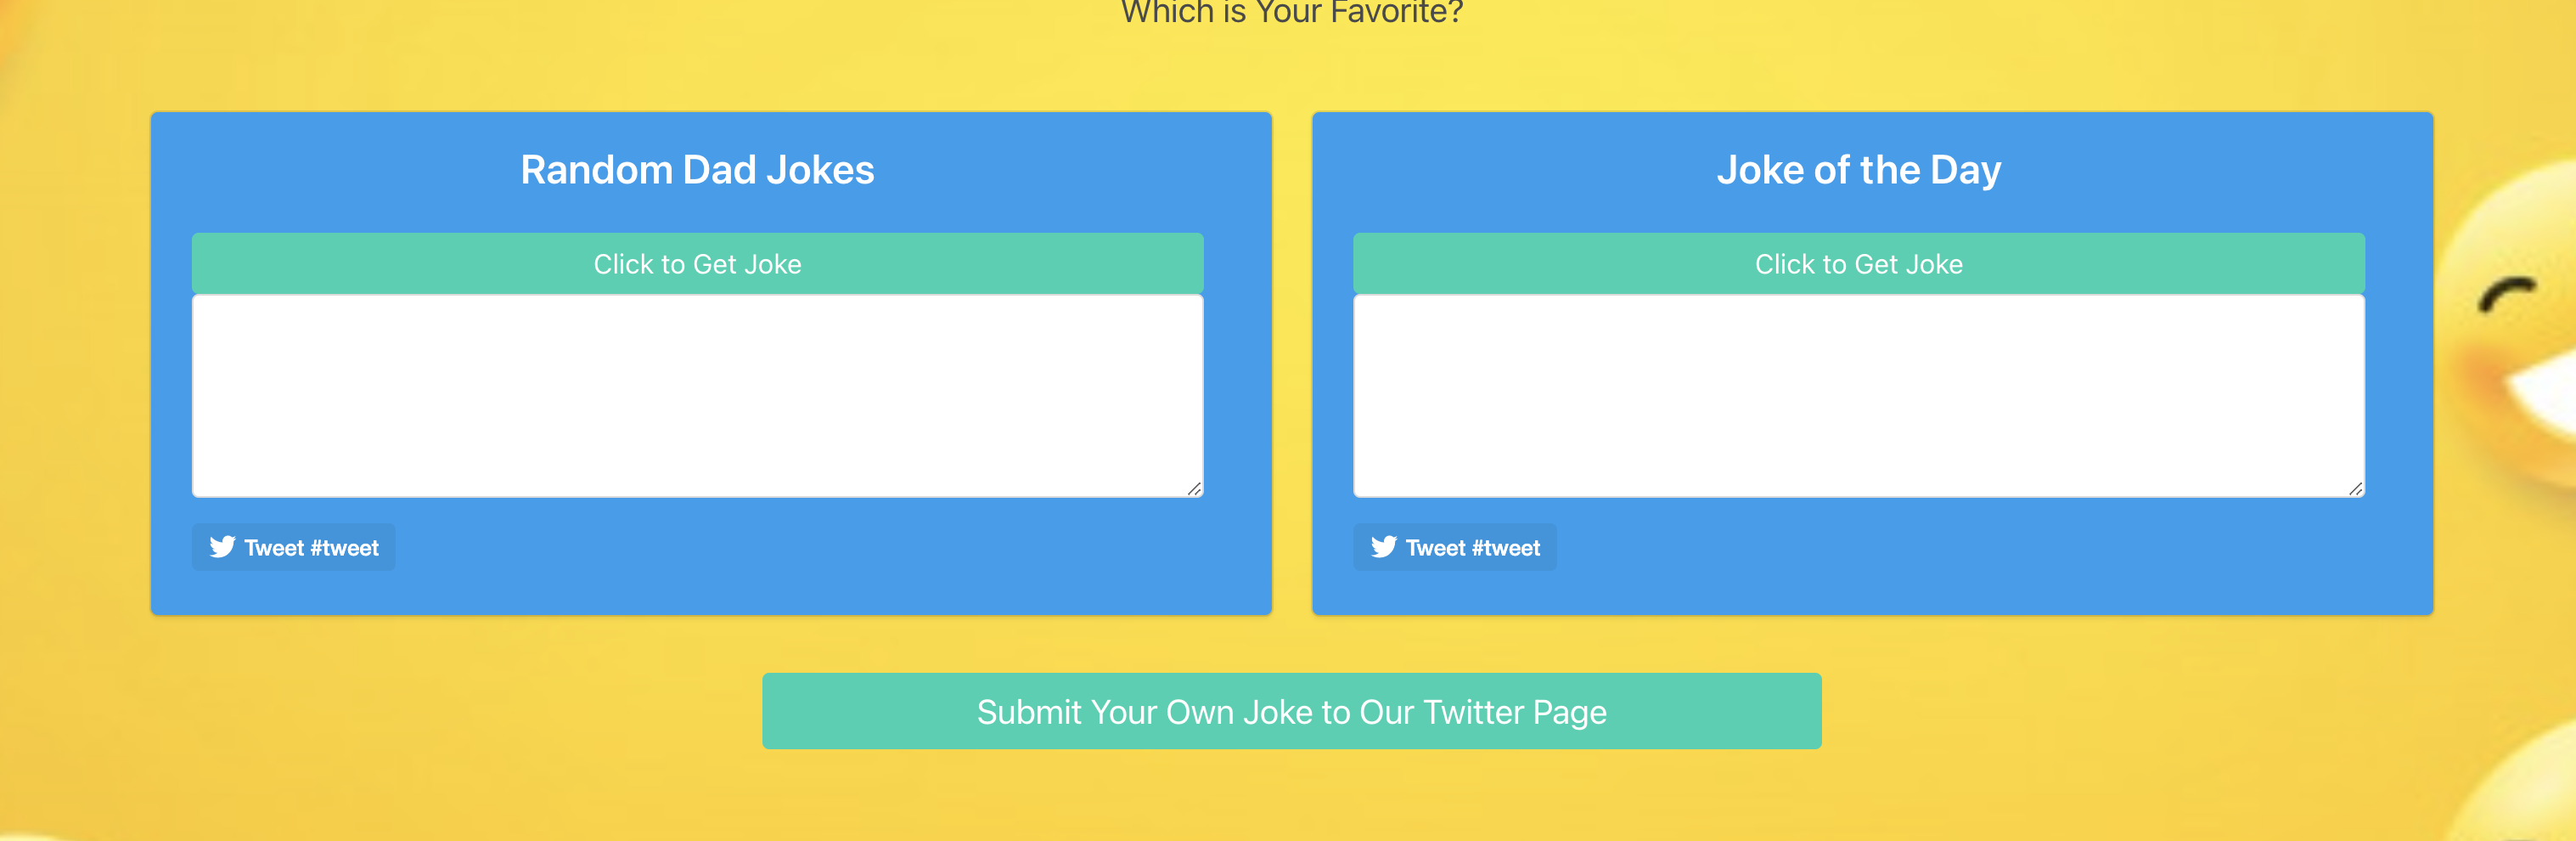 Which is Your Favorite?
Random Dad Jokes
Click to Get Joke
Tweet #tweet
Joke of the Day
Click to Get Joke
Tweet #tweet
Submit Your Own Joke to Our Twitter Page